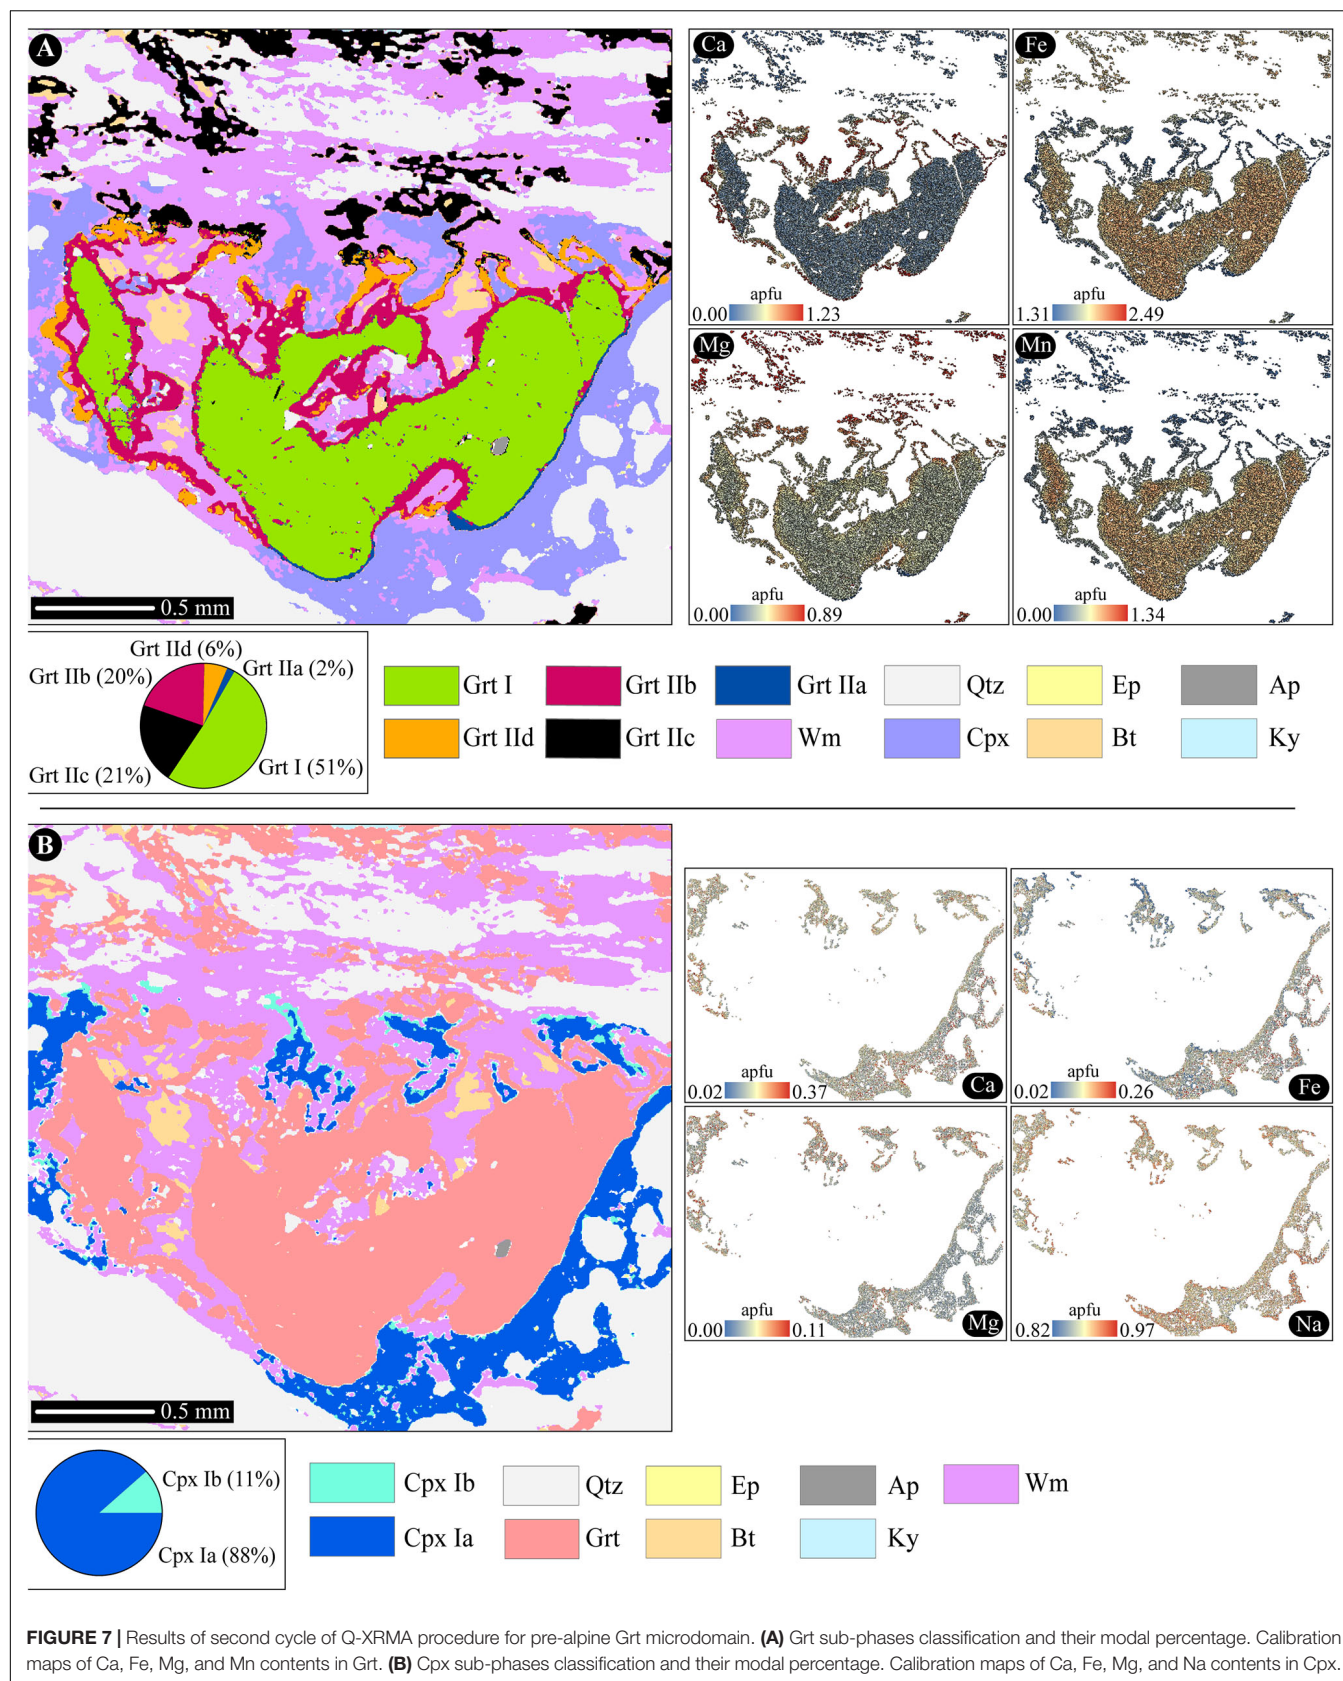 A
Ca
Fe
apfu
0.00 1.23
apfu
1.31 2.49
Mg
Mn
apfu
0.00 0.89
apfu
0.00 1.34
0.5 mm
Grt IId (6%)
Grt IIa (2%)
Grt IIb (20%)
Grt IIc (21%)
Grt I (51%)
Grt I Grt IIb Grt IIa Qtz Ep Ap
Grt IId Grt IIc Wm Cpx Bt Ky
B
apfu
0.02 0.37
Ca
apfu
0.02 0.26
Fe
apfu
0.00 0.11
Mg
apfu
0.82 0.97
Na
0.5 mm
Cpx Ib (11%)
Cpx Ia (88%)
Cpx Ib Qtz Ep Ap Wm
Cpx Ia Grt Bt Ky
FIGURE 7 | Results of second cycle of Q-XRMA procedure for pre-alpine Grt microdomain. (A) Grt sub-phases classification and their modal percentage. Calibration
maps of Ca, Fe, Mg, and Mn contents in Grt. (B) Cpx sub-phases classification and their modal percentage. Calibration maps of Ca, Fe, Mg, and Na contents in Cpx.